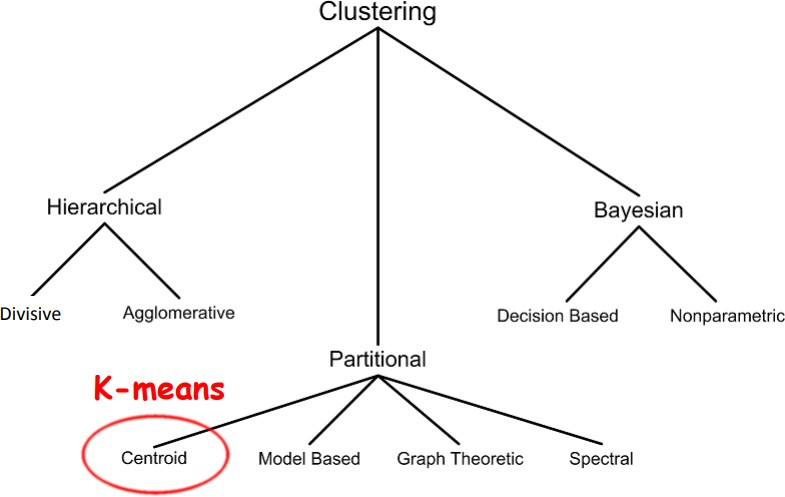 Clustering
Hierarchical
Bayesian
Divisive
Agglomerative
Decision Based
Nonparametric
Partitional
K-means
Centroid
Model Based
Graph Theoretic
Spectral